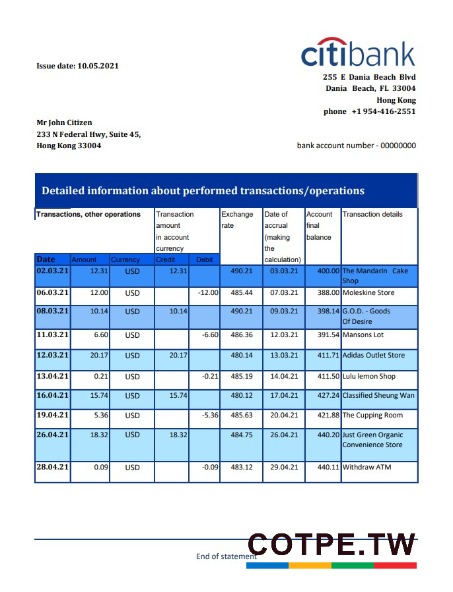 citibank
Issue date: 10.05.2021
255 E Dania Beach Blvd
Dania Beach, FL 33004
Hong Kong
phone +1 954-416-2551
Mr John Citizen
233 N Federal Hwy, Suite 45,
Hong Kong 33004
bank account number - 00000000
Detailed information about performed transactions/operations
Transactions, other operations Transaction amount in account currency Exchange rate Date of accrual (making the calculation) Account final balance Transaction details
Date Amount Currency Credit Debit
02.03.21 12.31 USD 12.31 490.21 03.03.21 400.00 The Mandarin Cake Shop
06.03.21 12.00 USD -12.00 485.44 07.03.21 388.00 Moleskine Store
08.03.21 10.14 USD 10.14 490.21 09.03.21 398.14 G.O.D. - Goods Of Desire
11.03.21 6.60 USD -6.60 486.36 12.03.21 391.54 Mansons Lot
12.03.21 20.17 USD 20.17 480.14 13.03.21 411.71 Adidas Outlet Store
13.04.21 0.21 USD -0.21 485.19 14.04.21 411.50 Lulu lemon Shop
16.04.21 15.74 USD 15.74 480.12 17.04.21 427.24 Classified Sheung Wan
19.04.21 5.36 USD -5.36 485.63 20.04.21 421.88 The Cupping Room
26.04.21 18.32 USD 18.32 484.75 26.04.21 440.20 Just Green Organic Convenience Store
28.04.21 0.09 USD -0.09 483.12 29.04.21 440.11 Withdraw ATM
End of statement
COTPE.TW